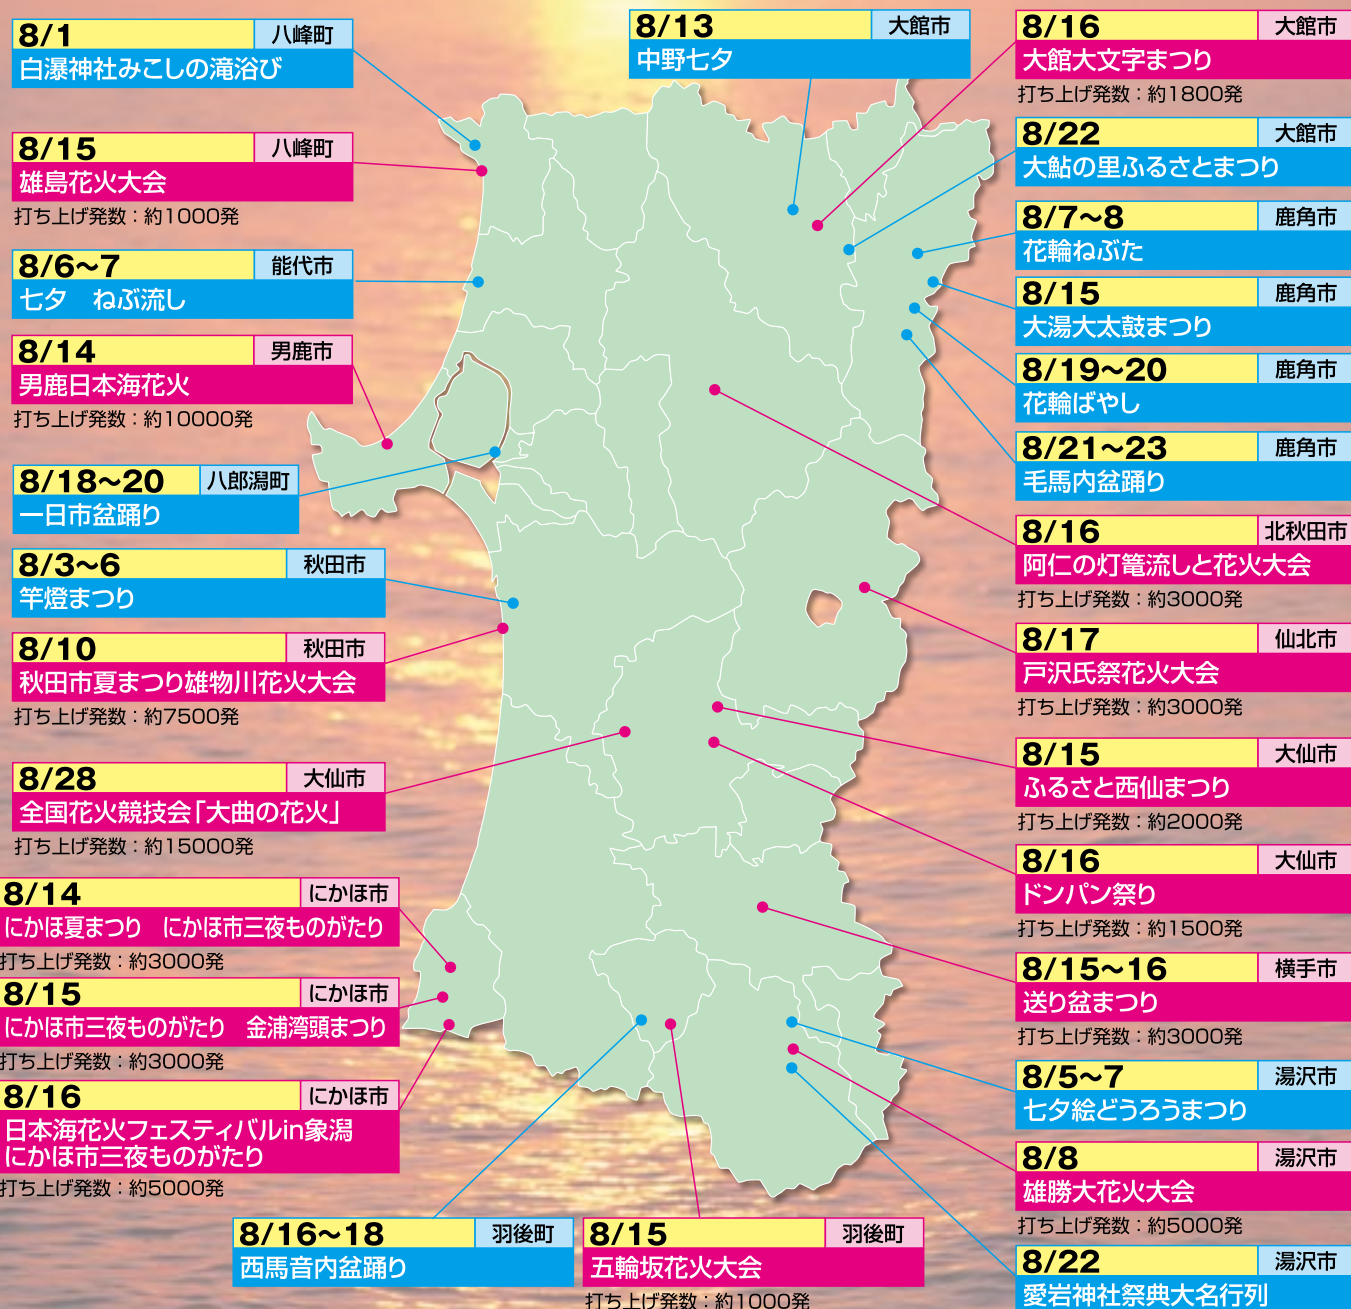 8/1 八峰町
白瀑神社みこしの滝浴び
8/15 八峰町
雄島花火大会
打ち上げ発数：約1000発
8/6～7 能代市
七夕　ねぶ流し
8/14 男鹿市
男鹿日本海花火
打ち上げ発数：約10000発
8/18～20 八郎潟町
一日市盆踊り
8/3～6 秋田市
竿燈まつり
8/10 秋田市
秋田市夏まつり雄物川花火大会
打ち上げ発数：約7500発
8/28 大仙市
全国花火競技会「大曲の花火」
打ち上げ発数：約15000発
8/14 にかほ市
にかほ夏まつり　にかほ市三夜ものがたり
打ち上げ発数：約3000発
8/15 にかほ市
にかほ市三夜ものがたり　金浦湾頭まつり
打ち上げ発数：約3000発
8/16 にかほ市
日本海花火フェスティバルin象潟
にかほ市三夜ものがたり
打ち上げ発数：約5000発
8/16～18 羽後町
西馬音内盆踊り
8/15 羽後町
五輪坂花火大会
打ち上げ発数：約1000発
8/13 大館市
中野七夕
8/16 大館市
大館大文字まつり
打ち上げ発数：約1800発
8/22 大館市
大鮎の里ふるさとまつり
8/7～8 鹿角市
花輪ねぶた
8/15 鹿角市
大湯大太鼓まつり
8/19～20 鹿角市
花輪ばやし
8/21～23 鹿角市
毛馬内盆踊り
8/16 北秋田市
阿仁の灯篭流しと花火大会
打ち上げ発数：約3000発
8/17 仙北市
戸沢氏祭花火大会
打ち上げ発数：約3000発
8/15 大仙市
ふるさと西仙まつり
打ち上げ発数：約2000発
8/16 大仙市
ドンパン祭り
打ち上げ発数：約1500発
8/15～16 横手市
送り盆まつり
打ち上げ発数：約3000発
8/5～7 湯沢市
七夕絵どうろうまつり
8/8 湯沢市
雄勝大花火大会
打ち上げ発数：約5000発
8/22 湯沢市
愛岩神社祭典大名行列